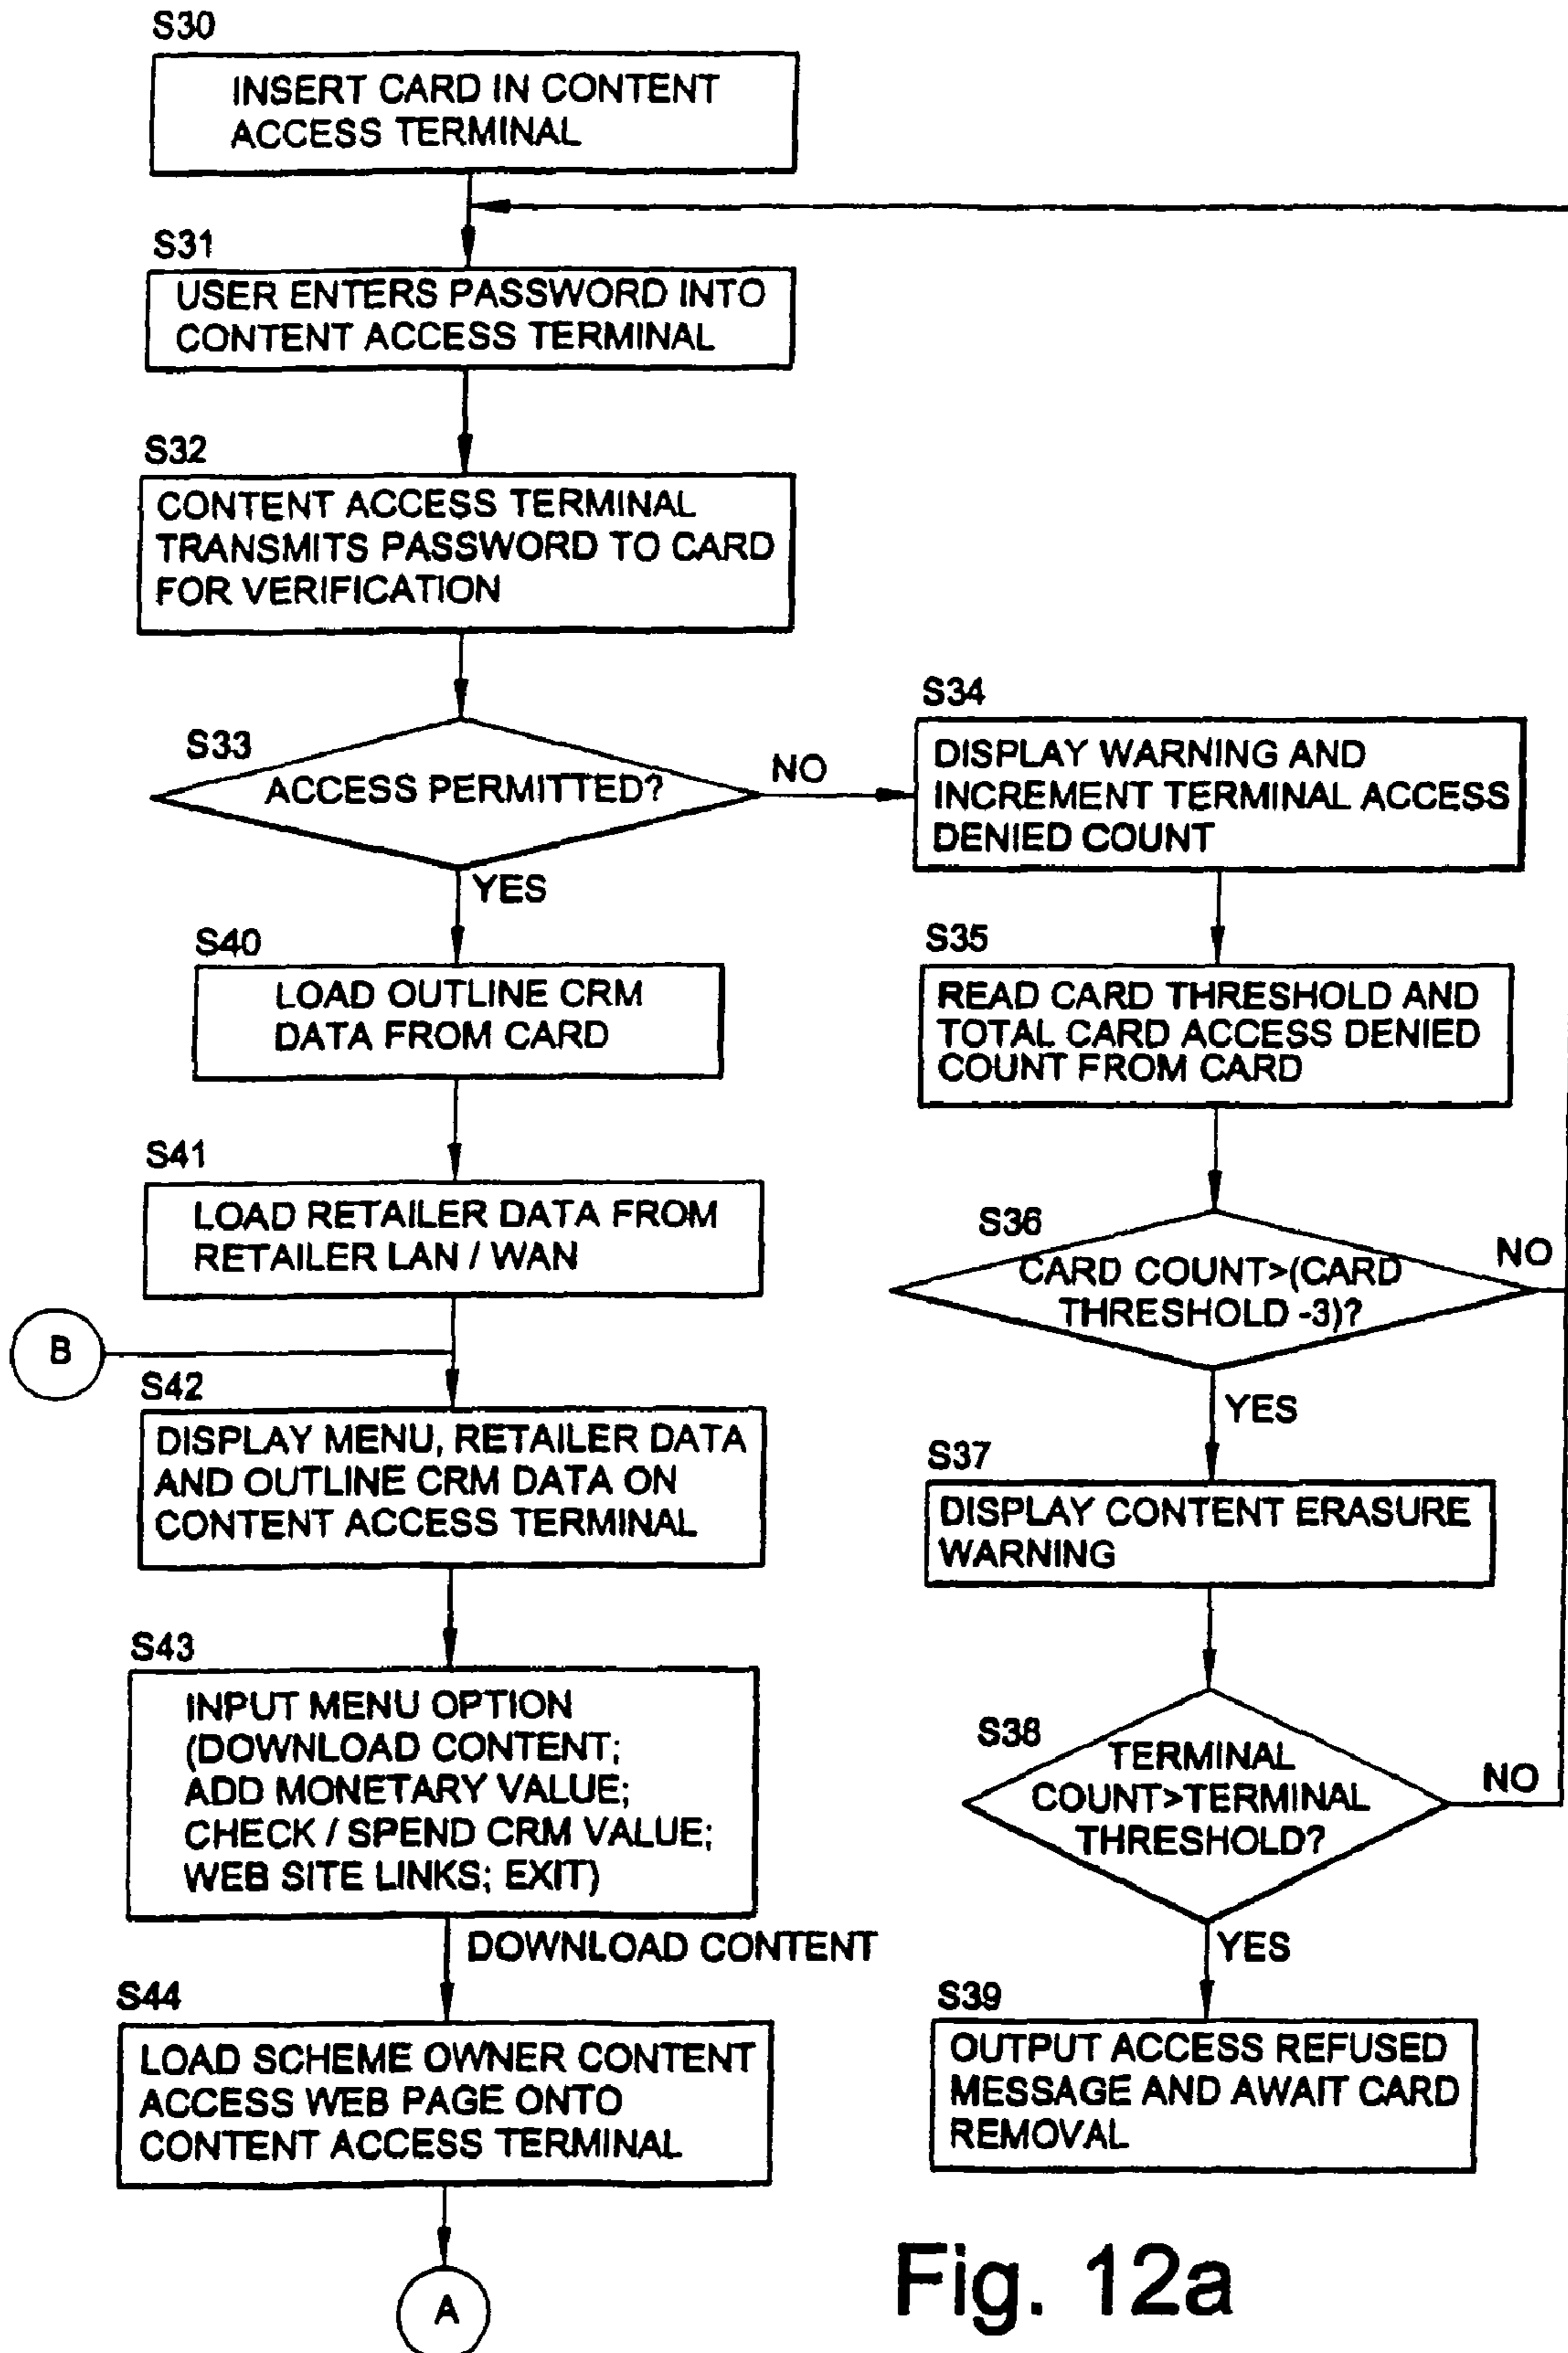 S30
INSERT CARD IN CONTENT
ACCESS TERMINAL
S31
USER ENTERS PASSWORD INTO
CONTENT ACCESS TERMINAL
S32
CONTENT ACCESS TERMINAL
TRANSMITS PASSWORD TO CARD
FOR VERIFICATION
S33
ACCESS PERMITTED?
NO
YES
S34
DISPLAY WARNING AND
INCREMENT TERMINAL ACCESS
DENIED COUNT
S35
READ CARD THRESHOLD AND
TOTAL CARD ACCESS DENIED
COUNT FROM CARD
S36
CARD COUNT>(CARD
THRESHOLD -3)?
NO
YES
S37
DISPLAY CONTENT ERASURE
WARNING
S38
TERMINAL
COUNT>TERMINAL
THRESHOLD?
NO
YES
S39
OUTPUT ACCESS REFUSED
MESSAGE AND AWAIT CARD
REMOVAL
S40
LOAD OUTLINE CRM
DATA FROM CARD
S41
LOAD RETAILER DATA FROM
RETAILER LAN / WAN
B
S42
DISPLAY MENU, RETAILER DATA
AND OUTLINE CRM DATA ON
CONTENT ACCESS TERMINAL
S43
INPUT MENU OPTION
(DOWNLOAD CONTENT;
ADD MONETARY VALUE;
CHECK / SPEND CRM VALUE;
WEB SITE LINKS; EXIT)
DOWNLOAD CONTENT
S44
LOAD SCHEME OWNER CONTENT
ACCESS WEB PAGE ONTO
CONTENT ACCESS TERMINAL
A
Fig. 12a